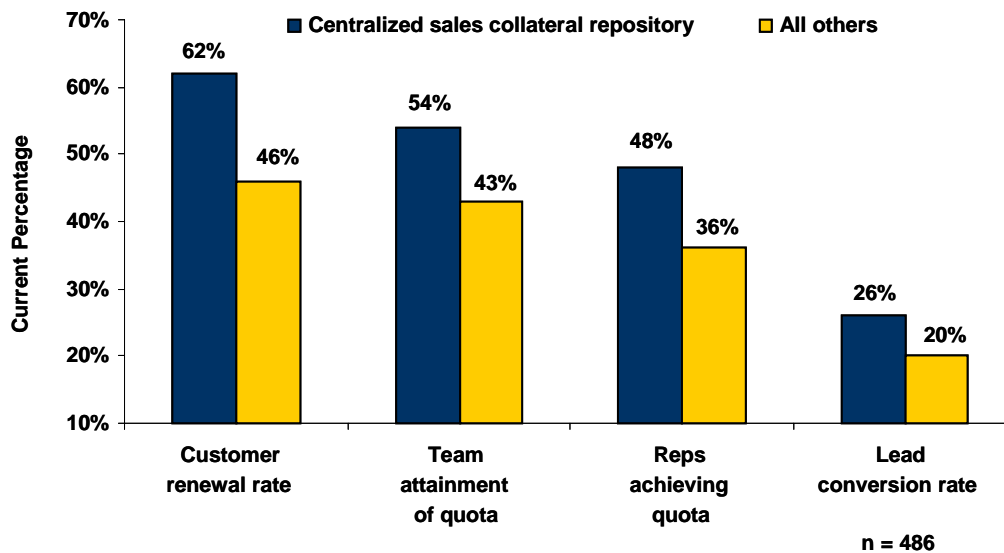 Centralized sales collateral repository
All others
Current Percentage
70%
60%
50%
40%
30%
20%
10%
62%
46%
54%
43%
48%
36%
26%
20%
Customer
renewal rate
Team
attainment
of quota
Reps
achieving
quota
Lead
conversion rate
n = 486